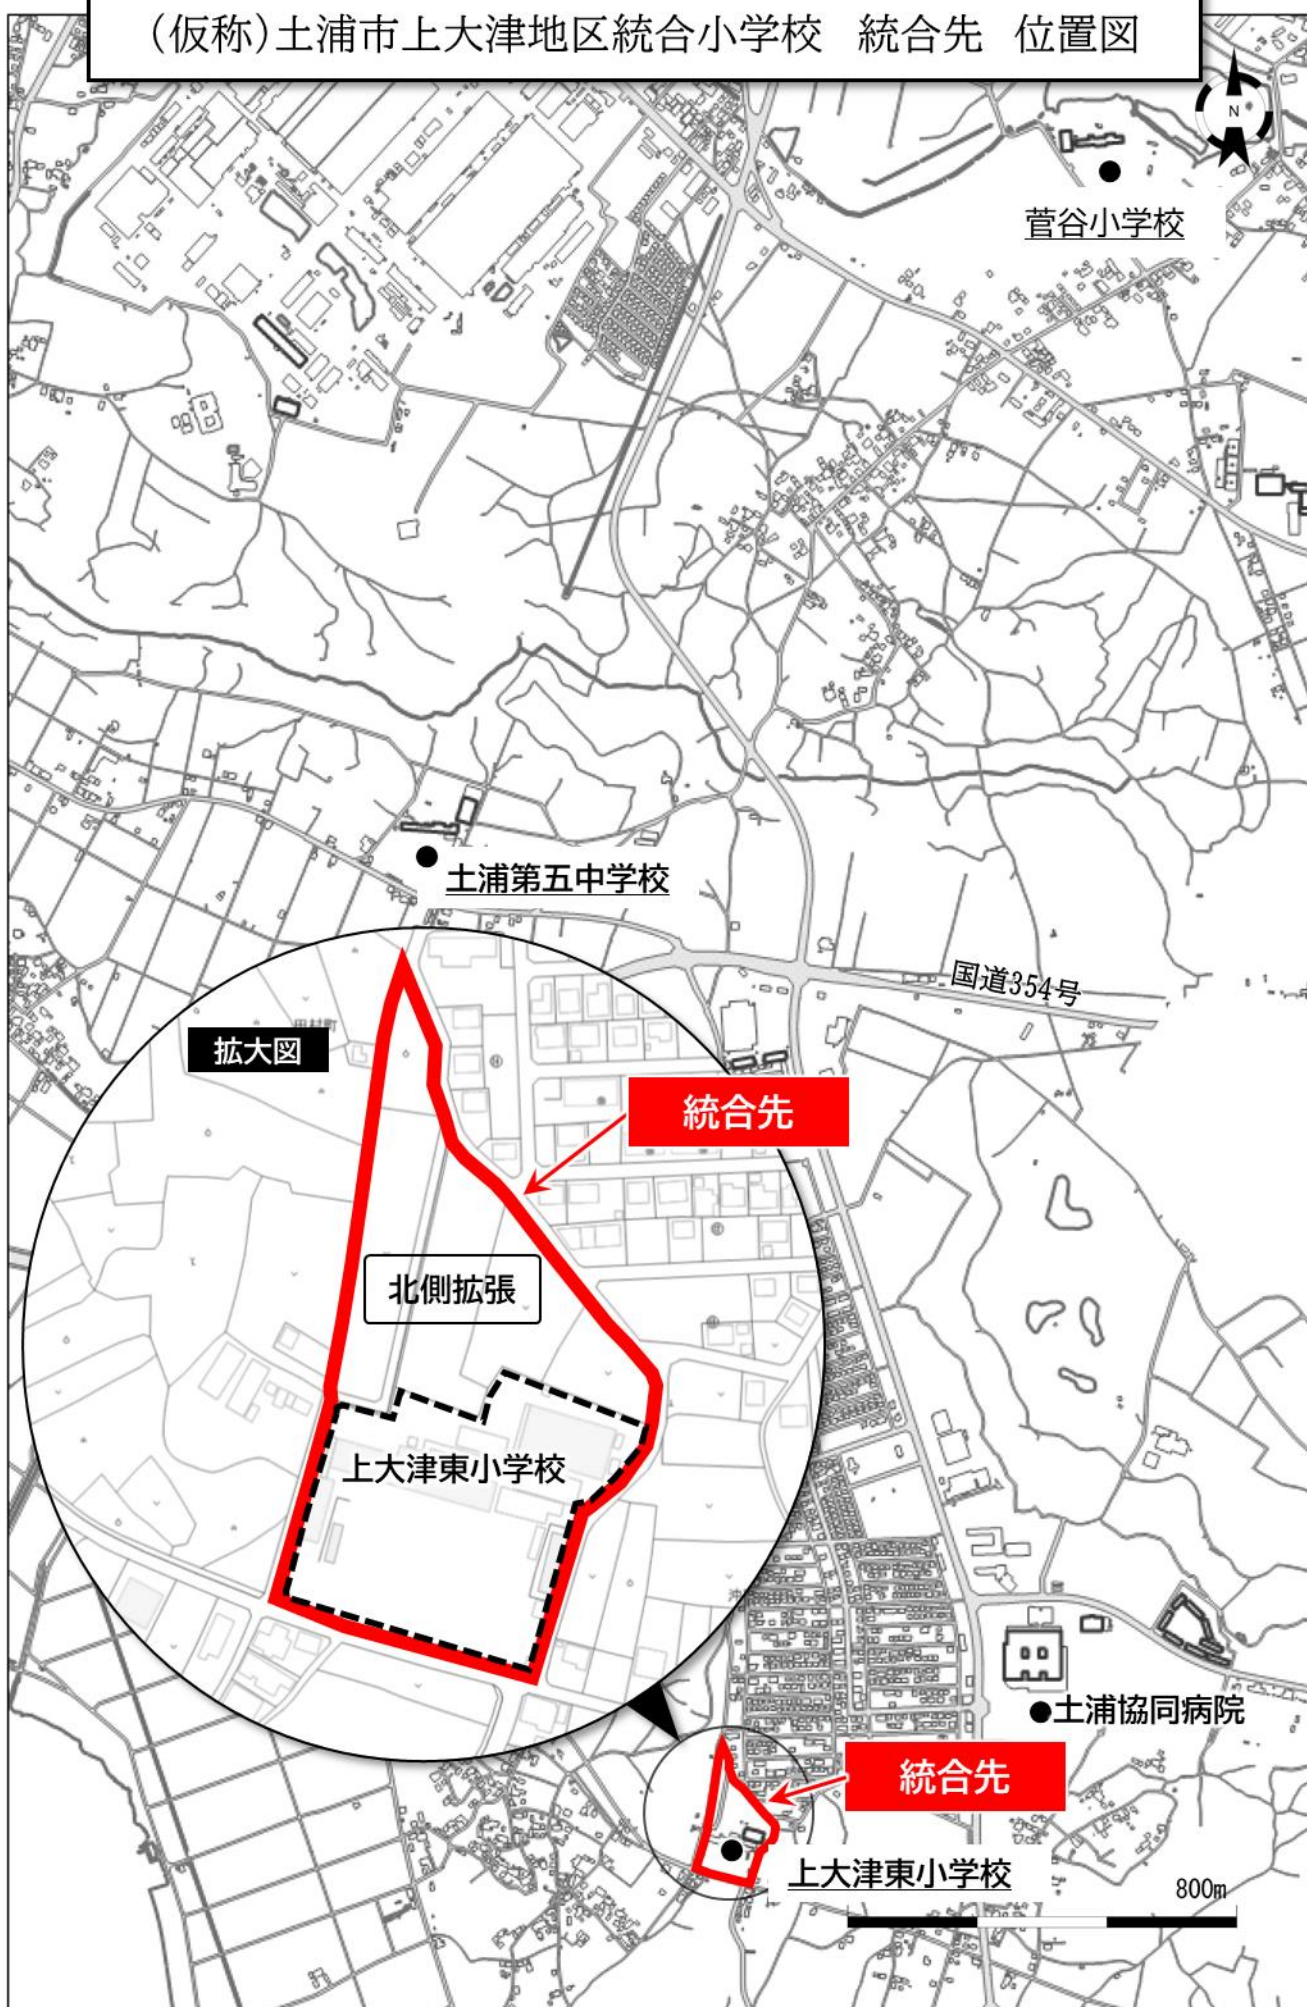 (仮称)土浦市上大津地区統合小学校 統合先 位置図
N
菅谷小学校
土浦第五中学校
国道354号
田村町
拡大図
統合先
北側拡張
上大津東小学校
土浦協同病院
統合先
上大津東小学校
800m